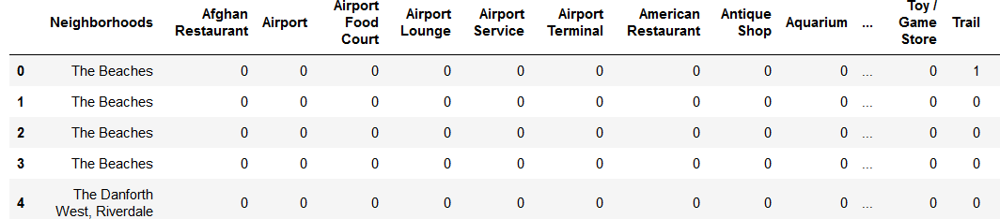 Neighborhoods Afghan Restaurant Airport Airport Food Court Airport Lounge Airport Service Airport Terminal American Restaurant Antique Shop Aquarium ... Toy / Game Store Trail
0 The Beaches 0 0 0 0 0 0 0 0 0 ... 0 1
1 The Beaches 0 0 0 0 0 0 0 0 0 ... 0 0
2 The Beaches 0 0 0 0 0 0 0 0 0 ... 0 0
3 The Beaches 0 0 0 0 0 0 0 0 0 ... 0 0
4 The Danforth West, Riverdale 0 0 0 0 0 0 0 0 0 ... 0 0